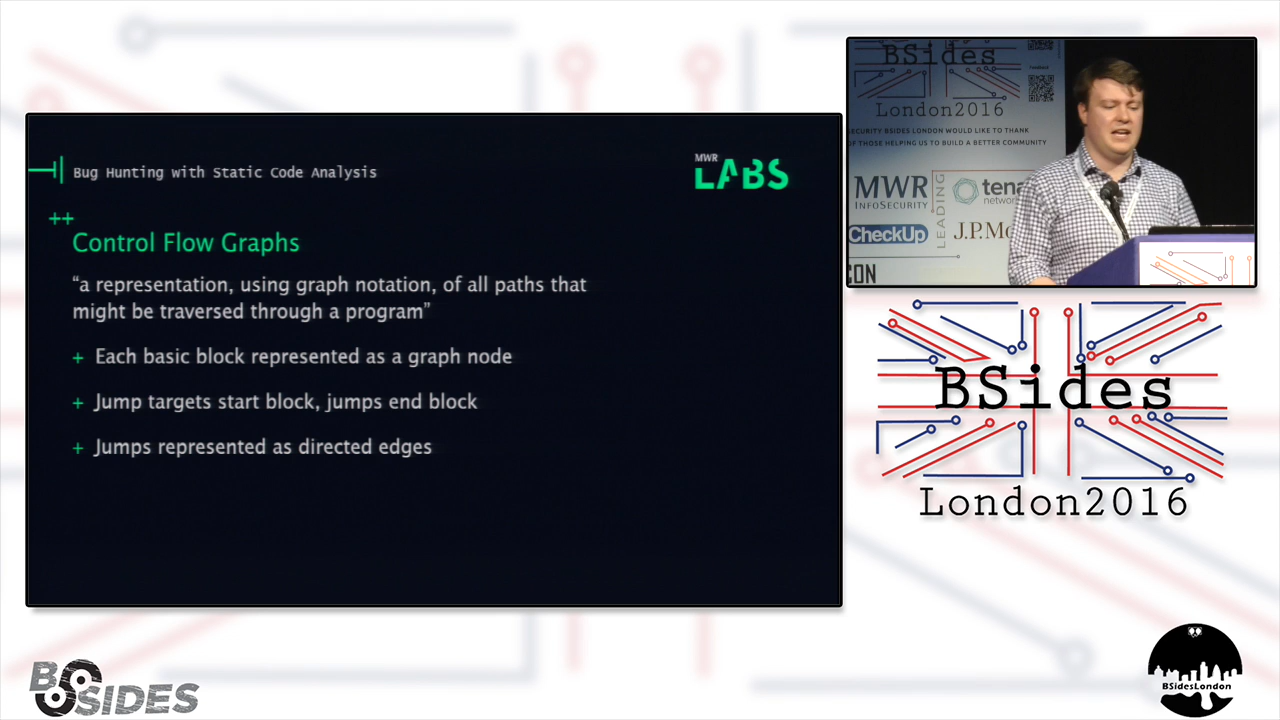 Bug Hunting with Static Code Analysis
MWR
LABS
++
Control Flow Graphs
“a representation, using graph notation, of all paths that
might be traversed through a program”
+ Each basic block represented as a graph node
+ Jump targets start block, jumps end block
+ Jumps represented as directed edges
BSides
London2016
SECURITY BSIDES LONDON WOULD LIKE TO THANK
OF THOSE HELPING US TO BUILD A BETTER COMMUNITY
MWR
INFOSECURITY
LEADING
tena
network
CheckUp
J.P.Mo
CON
BSides
London2016
BSIDES
BSidesLondon